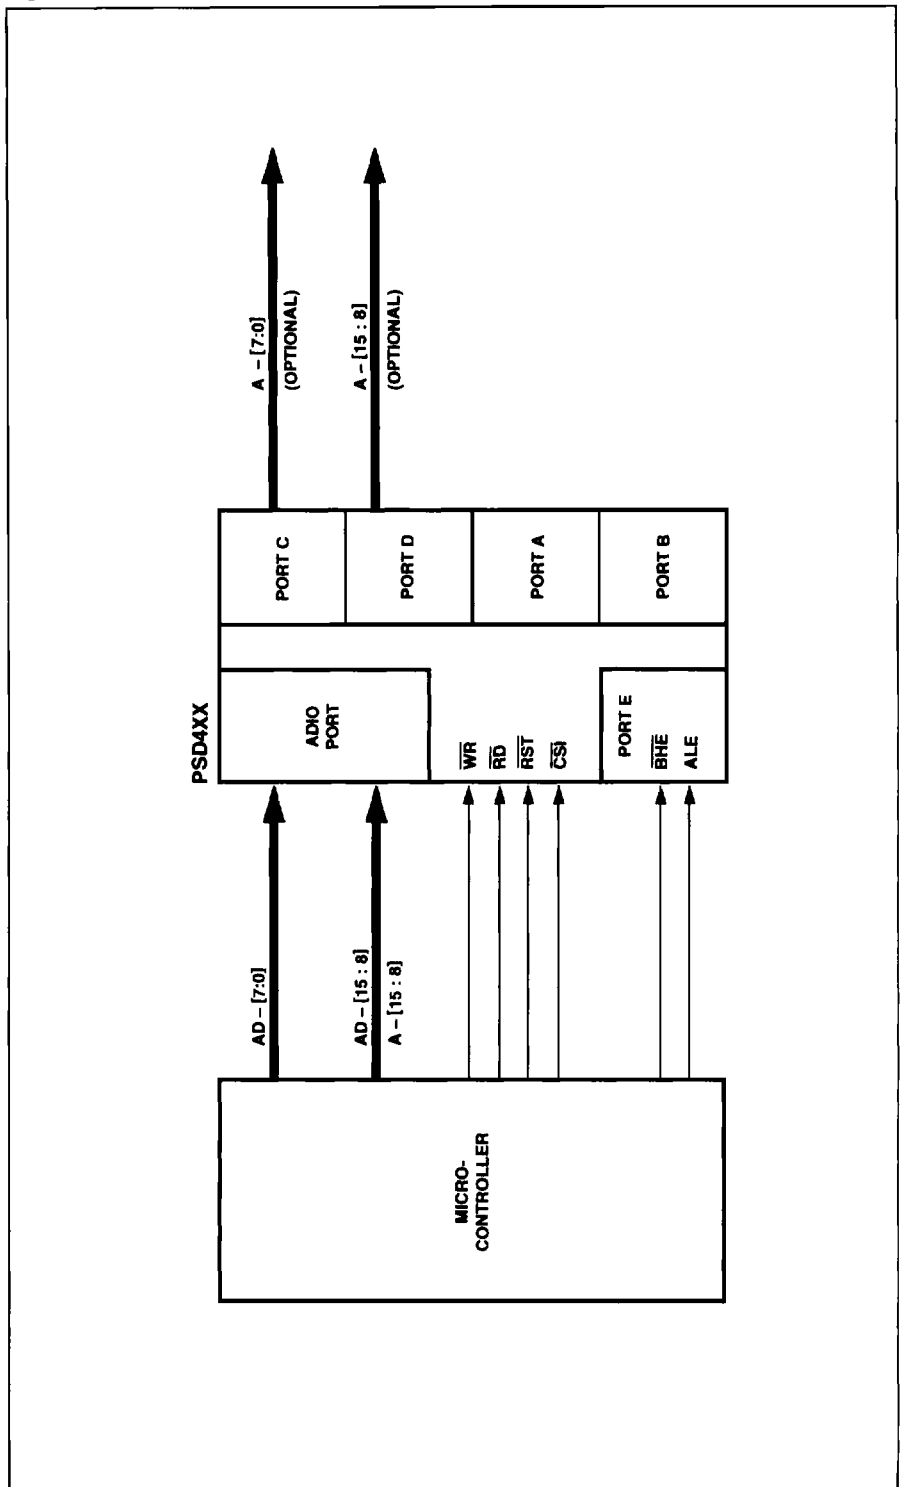 PSD4XX
MICRO-
CONTROLLER
AD – [7:0]
AD – [15 : 8]
A – [15 : 8]
ADIO
PORT
WR
RD
RST
CSI
PORT E
BHE
ALE
PORT C
PORT D
PORT A
PORT B
A – [7:0]
(OPTIONAL)
A – [15 : 8]
(OPTIONAL)